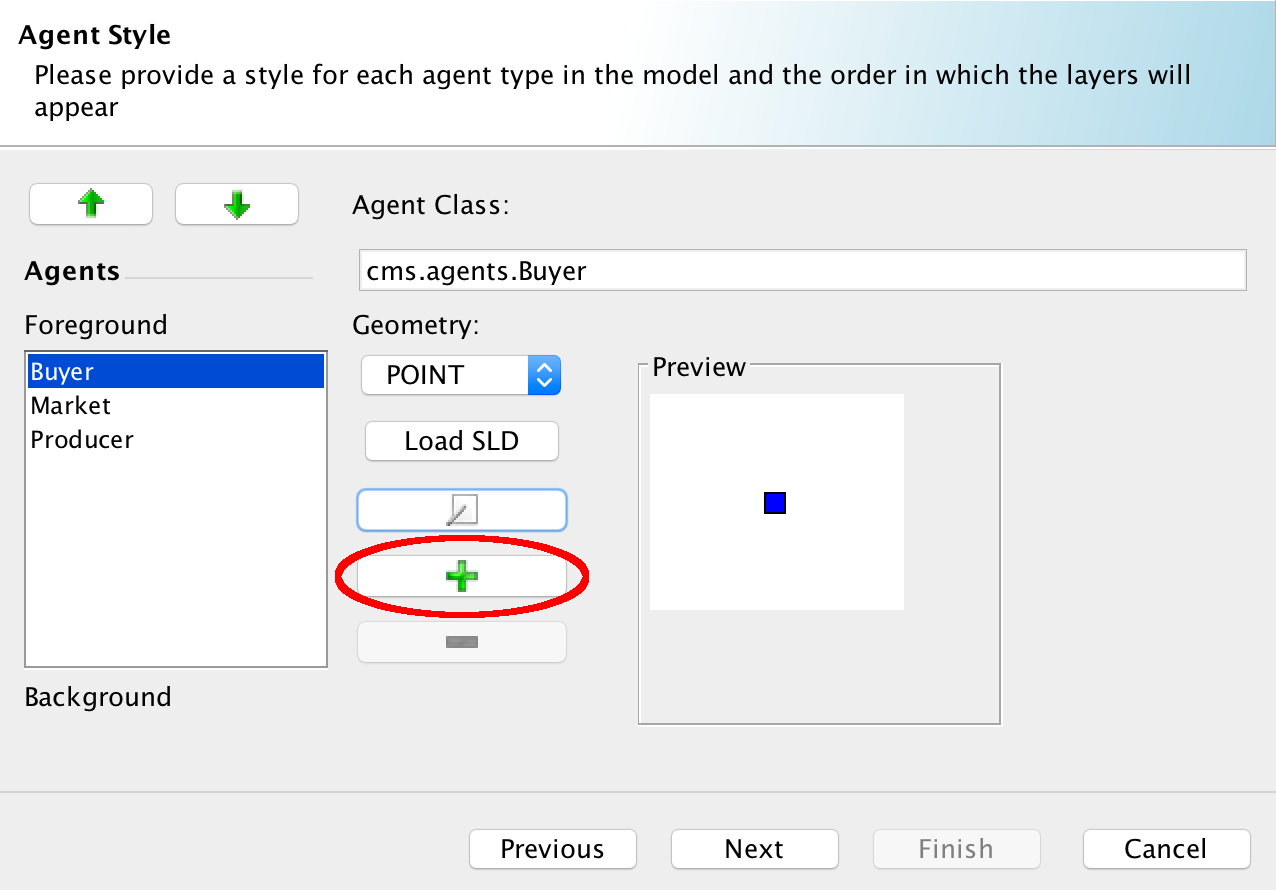 Agent Style
Please provide a style for each agent type in the model and the order in which the layers will
appear
Agent Class:
Agents
cms.agents.Buyer
Foreground
Geometry:
Buyer
Market
Producer
POINT
Preview
Load SLD
Background
Previous
Next
Finish
Cancel